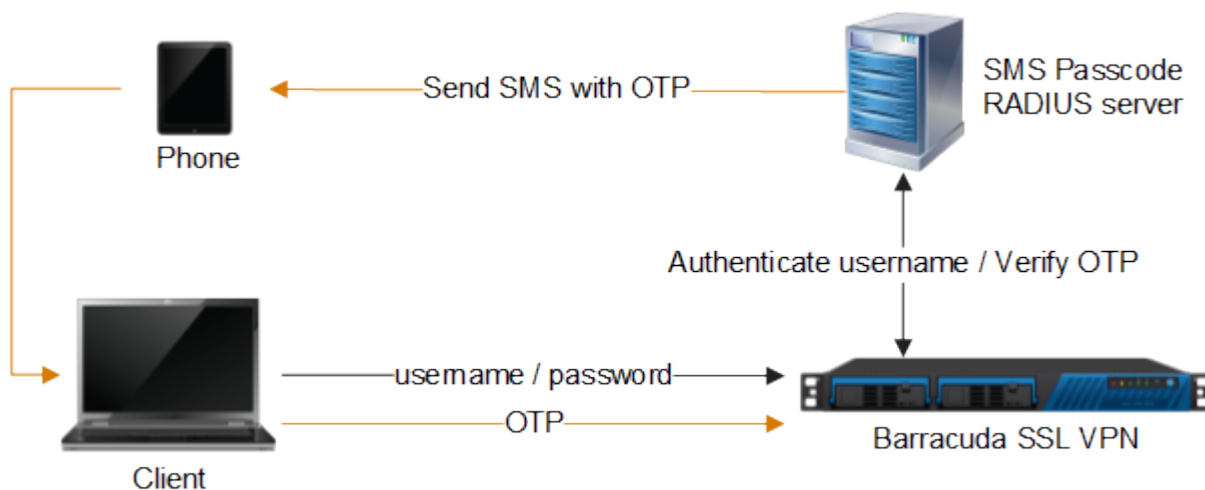 Send SMS with OTP
SMS Passcode
RADIUS server
Phone
Authenticate username / Verify OTP
username / password
OTP
Barracuda SSL VPN
Client